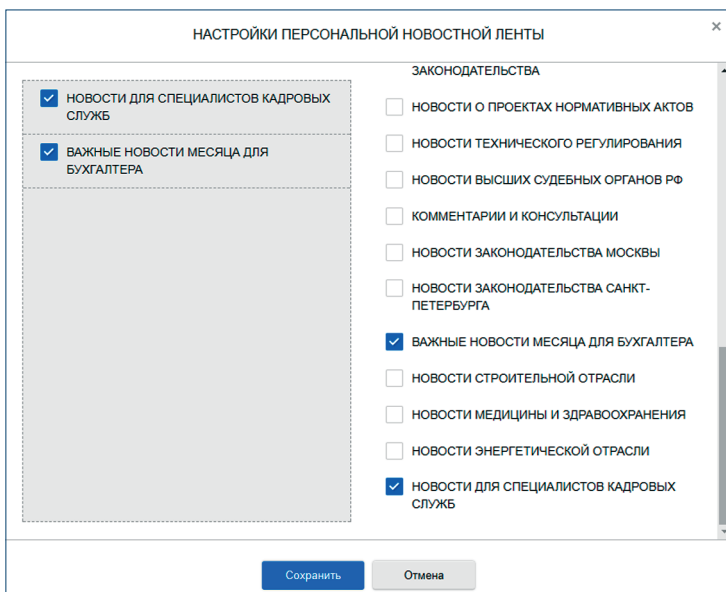 НАСТРОЙКИ ПЕРСОНАЛЬНОЙ НОВОСТНОЙ ЛЕНТЫ
НОВОСТИ ДЛЯ СПЕЦИАЛИСТОВ КАДРОВЫХ
СЛУЖБ
ВАЖНЫЕ НОВОСТИ МЕСЯЦА ДЛЯ
БУХГАЛТЕРА
ЗАКОНОДАТЕЛЬСТВА
НОВОСТИ О ПРОЕКТАХ НОРМАТИВНЫХ АКТОВ
НОВОСТИ ТЕХНИЧЕСКОГО РЕГУЛИРОВАНИЯ
НОВОСТИ ВЫСШИХ СУДЕБНЫХ ОРГАНОВ РФ
КОММЕНТАРИИ И КОНСУЛЬТАЦИИ
НОВОСТИ ЗАКОНОДАТЕЛЬСТВА МОСКВЫ
НОВОСТИ ЗАКОНОДАТЕЛЬСТВА САНКТ-
ПЕТЕРБУРГА
ВАЖНЫЕ НОВОСТИ МЕСЯЦА ДЛЯ БУХГАЛТЕРА
НОВОСТИ СТРОИТЕЛЬНОЙ ОТРАСЛИ
НОВОСТИ МЕДИЦИНЫ И ЗДРАВООХРАНЕНИЯ
НОВОСТИ ЭНЕРГЕТИЧЕСКОЙ ОТРАСЛИ
НОВОСТИ ДЛЯ СПЕЦИАЛИСТОВ КАДРОВЫХ
СЛУЖБ
Сохранить
Отмена